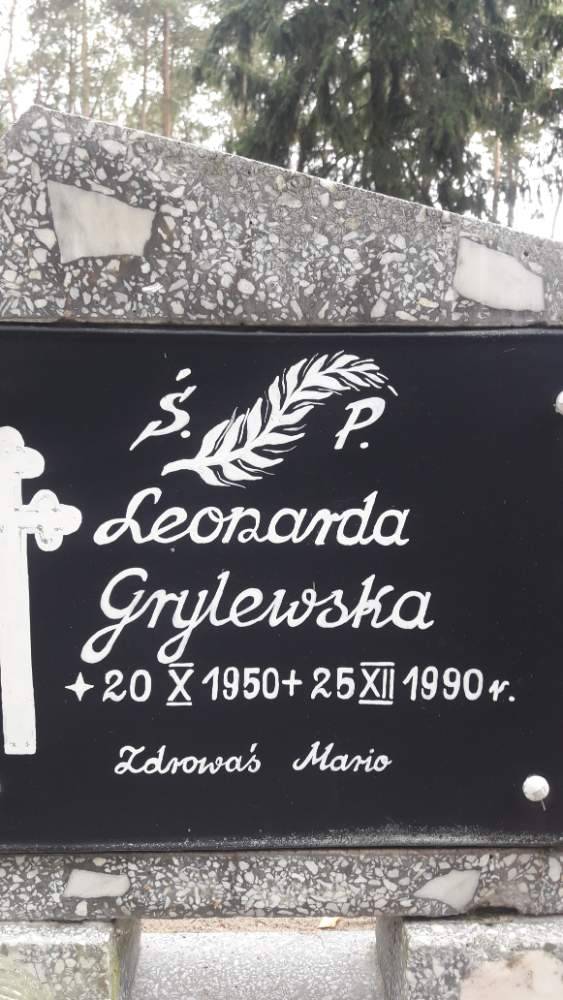 Ś. P.
Leonarda
Grylewska
20 X 1950 + 25 XII 1990 r.
Zdrowaś Mario